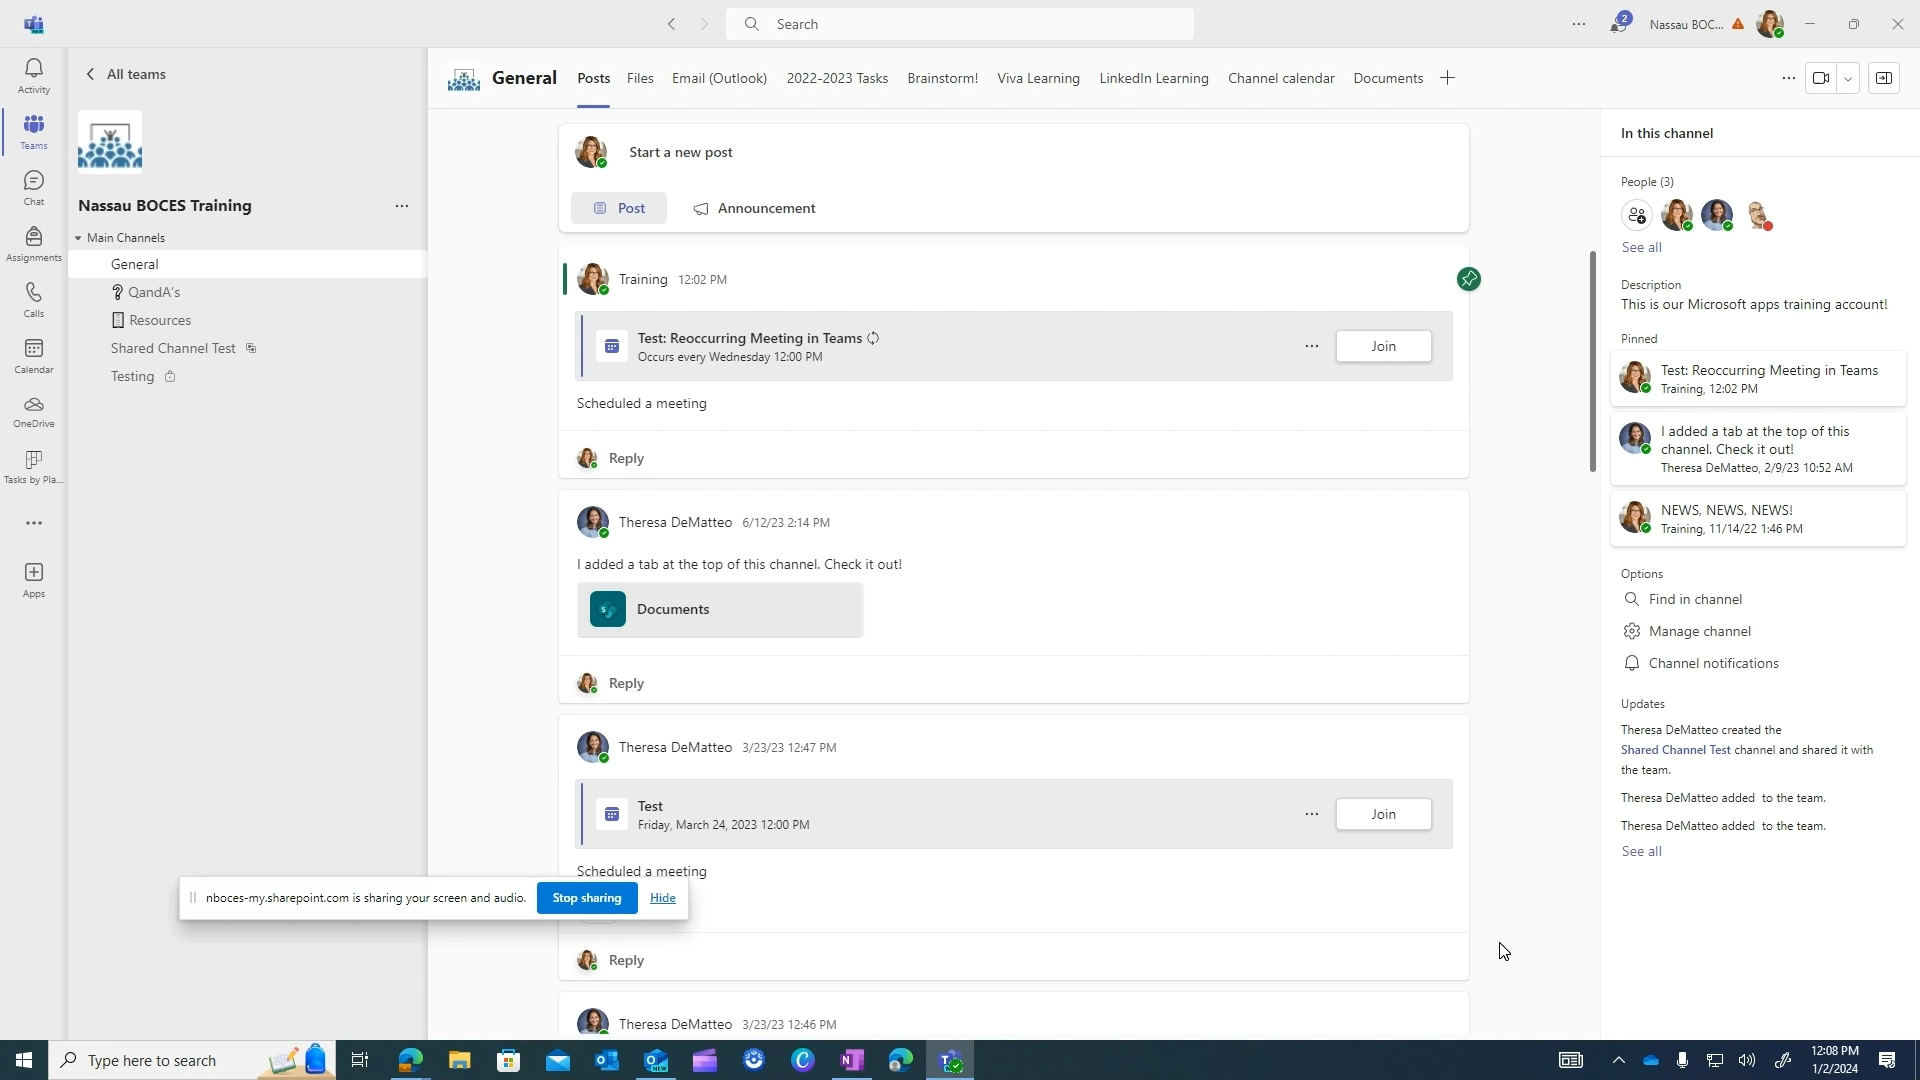 Search
2
Nassau BOC...
Activity
Teams
Chat
Assignments
Calls
Calendar
OneDrive
Tasks by Pla...
Apps
All teams
Nassau BOCES Training
Main Channels
General
QandA's
Resources
Shared Channel Test
Testing
General
Posts
Files
Email (Outlook)
2022-2023 Tasks
Brainstorm!
Viva Learning
LinkedIn Learning
Channel calendar
Documents
Start a new post
Post
Announcement
Training 12:02 PM
Test: Reoccurring Meeting in Teams
Occurs every Wednesday 12:00 PM
Join
Scheduled a meeting
Reply
Theresa DeMatteo 6/12/23 2:14 PM
I added a tab at the top of this channel. Check it out!
Documents
Reply
Theresa DeMatteo 3/23/23 12:47 PM
Test
Friday, March 24, 2023 12:00 PM
Join
Scheduled a meeting
nboces-my.sharepoint.com is sharing your screen and audio.
Stop sharing
Hide
Reply
Theresa DeMatteo 3/23/23 12:46 PM
In this channel
People (3)
See all
Description
This is our Microsoft apps training account!
Pinned
Test: Reoccurring Meeting in Teams
Training, 12:02 PM
I added a tab at the top of this
channel. Check it out!
Theresa DeMatteo, 2/9/23 10:52 AM
NEWS, NEWS, NEWS!
Training, 11/14/22 1:46 PM
Options
Find in channel
Manage channel
Channel notifications
Updates
Theresa DeMatteo created the
Shared Channel Test channel and shared it with
the team.
Theresa DeMatteo added to the team.
Theresa DeMatteo added to the team.
See all
Type here to search
12:08 PM
1/2/2024